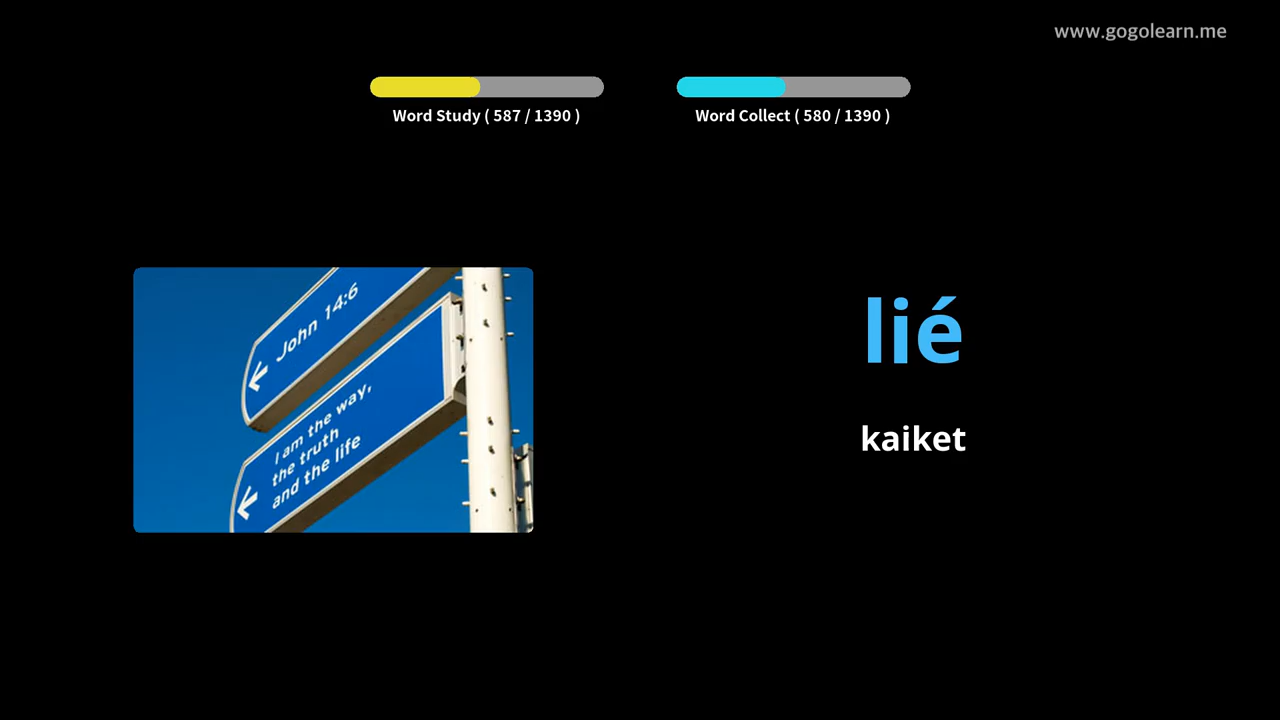 www.gogolearn.me
Word Study ( 587 / 1390 )
Word Collect ( 580 / 1390 )
John 14:6
I am the way,
the truth
and the life
lié
kaiket